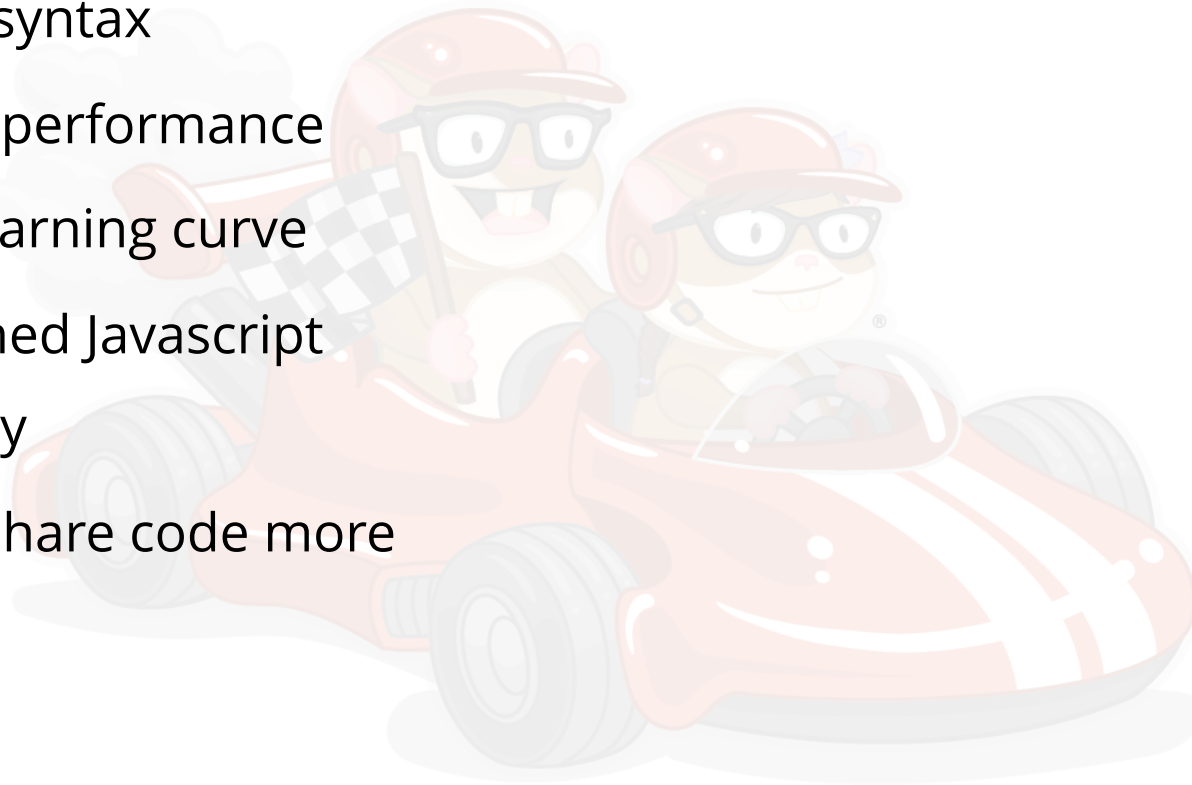 syntax
performance
arning curve
ned Javascript
y
hare code more
®